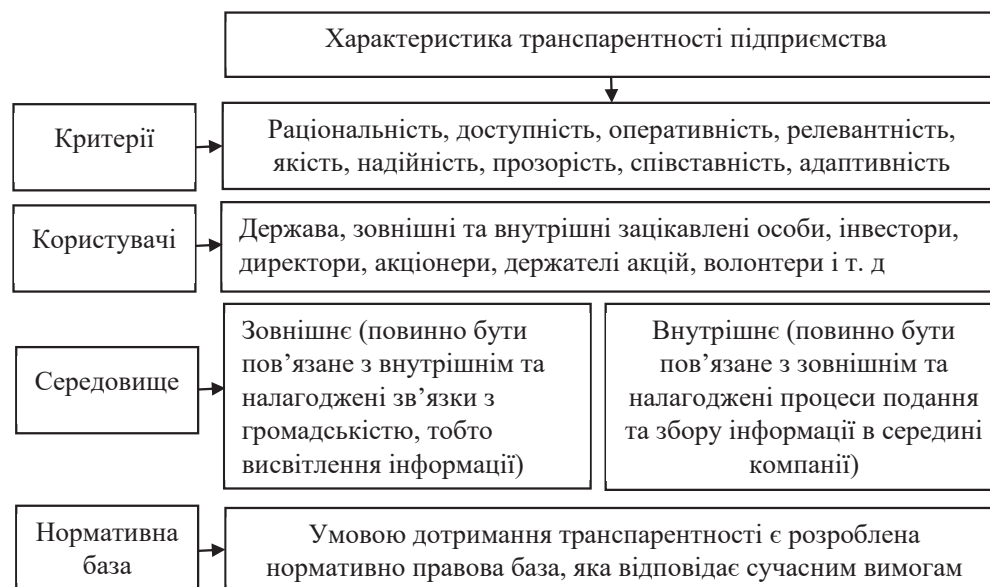 Характеристика транспарентності підприємства
Критерії
Раціональність, доступність, оперативність, релевантність,
якість, надійність, прозорість, співставність, адаптивність
Користувачі
Держава, зовнішні та внутрішні зацікавлені особи, інвестори,
директори, акціонери, держателі акцій, волонтери і т. д
Середовище
Зовнішнє (повинно бути
пов’язане з внутрішнім та
налагоджені зв’язки з
громадськістю, тобто
висвітлення інформації)
Внутрішнє (повинно бути
пов’язане з зовнішнім та
налагоджені процеси подання
та збору інформації в середині
компанії)
Нормативна
база
Умовою дотримання транспарентності є розроблена
нормативно правова база, яка відповідає сучасним вимогам